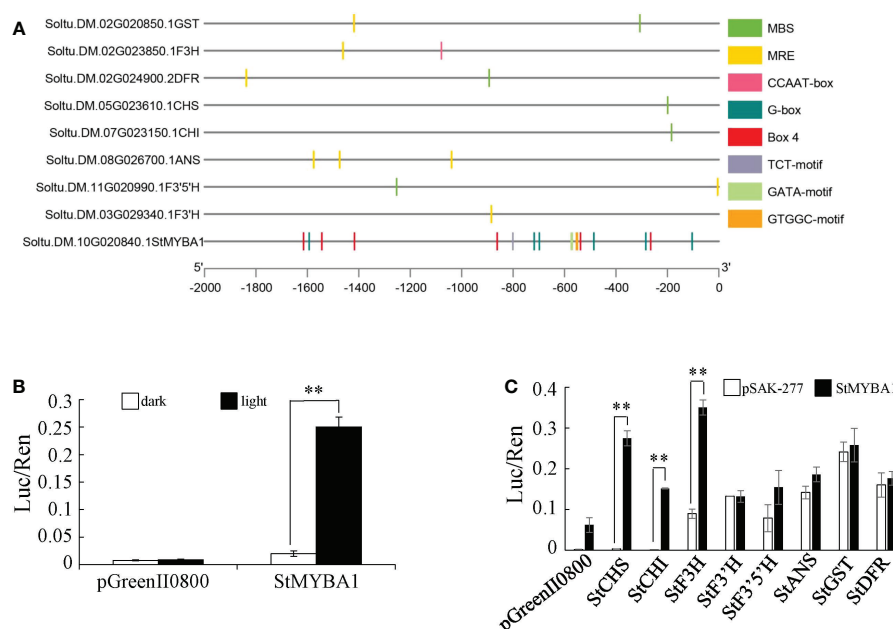 A
Soltu.DM.02G020850.1GST
Soltu.DM.02G023850.1F3H
Soltu.DM.02G024900.2DFR
Soltu.DM.05G023610.1CHS
Soltu.DM.07G023150.1CHI
Soltu.DM.08G026700.1ANS
Soltu.DM.11G020990.1F3'5'H
Soltu.DM.03G029340.1F3'H
Soltu.DM.10G020840.1StMYBA1
5'
3'
-2000 -1800 -1600 -1400 -1200 -1000 -800 -600 -400 -200 0
MBS
MRE
CCAAT-box
G-box
Box 4
TCT-motif
GATA-motif
GTGGC-motif
B
dark light
**
Luc/Ren
0.3
0.25
0.2
0.15
0.1
0.05
0
pGreenII0800 StMYBA1
C
pSAK-277 StMYBA1
** ** **
Luc/Ren
0.4
0.3
0.2
0.1
0
pGreenII0800 StCHS StCHI StF3H StF3'H StF3'5'H StANS StGST StDFR